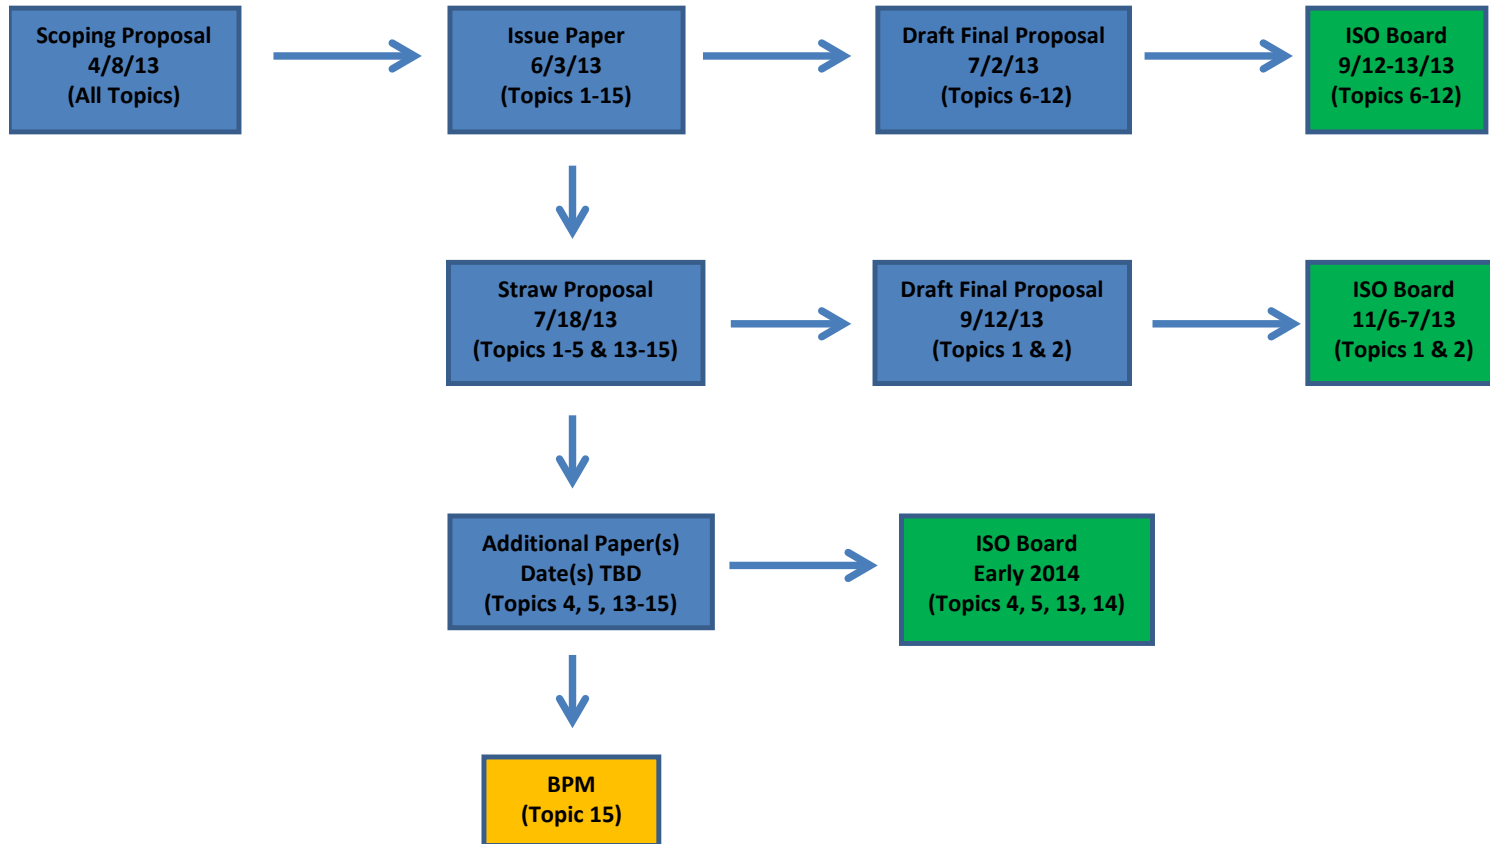 Scoping Proposal
4/8/13
(All Topics)
Issue Paper
6/3/13
(Topics 1-15)
Draft Final Proposal
7/2/13
(Topics 6-12)
ISO Board
9/12-13/13
(Topics 6-12)
Straw Proposal
7/18/13
(Topics 1-5 & 13-15)
Draft Final Proposal
9/12/13
(Topics 1 & 2)
ISO Board
11/6-7/13
(Topics 1 & 2)
Additional Paper(s)
Date(s) TBD
(Topics 4, 5, 13-15)
ISO Board
Early 2014
(Topics 4, 5, 13, 14)
BPM
(Topic 15)